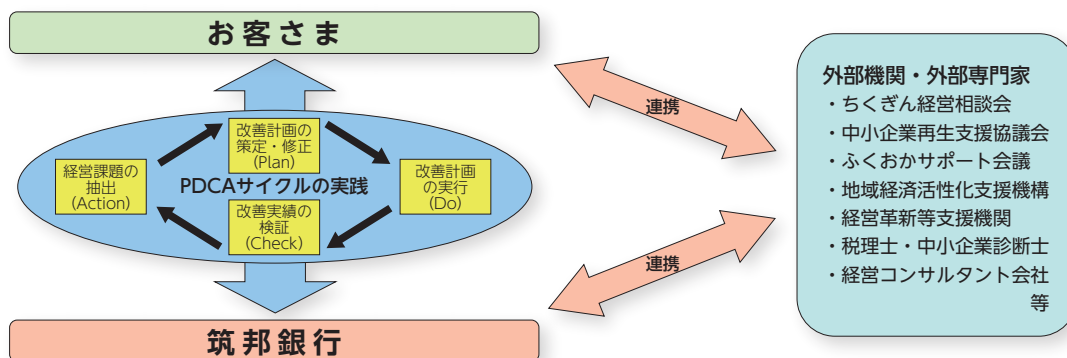 お客さま
改善計画の
策定・修正
(Plan)
経営課題の
抽出
(Action)
PDCAサイクルの実践
改善計画
の実行
(Do)
改善実績の
検証
(Check)
筑邦銀行
連携
連携
外部機関・外部専門家
・ちくぎん経営相談会
・中小企業再生支援協議会
・ふくおかサポート会議
・地域経済活性化支援機構
・経営革新等支援機関
・税理士・中小企業診断士
・経営コンサルタント会社
等